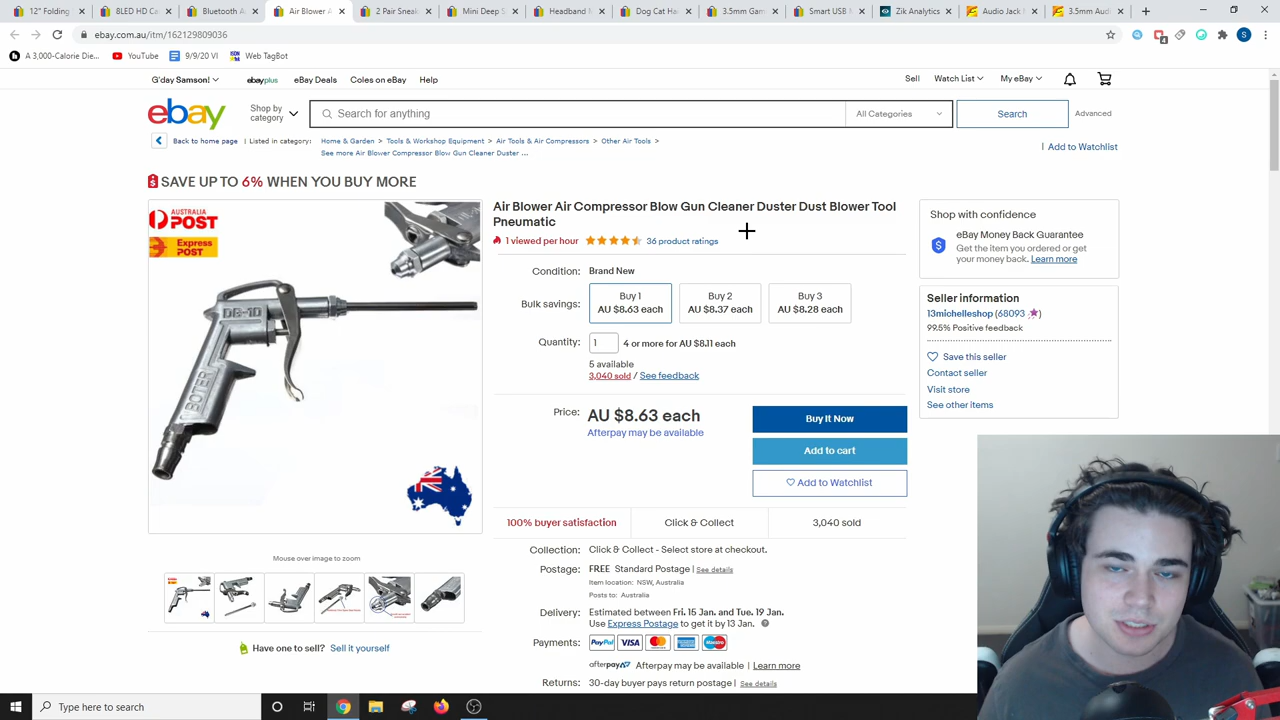 12" Folding
BLED HD Ca
Bluetooth A
Air Blower A
2 Pair Sneak
Mini Deep S
Headband M
Dog Cat Ha
3.5mm Gam
Smart USB M
Zik Analytics
Audio Jack I
3.5mm Audi
ebay.com.au/itm/162129809036
A 3,000-Calorie Die...
YouTube
9/9/20 VI
Web TagBot
G'day Samson!
ebayplus
eBay Deals
Coles on eBay
Help
Sell
Watch List
My eBay
ebay
Shop by category
Search for anything
All Categories
Search
Advanced
Back to home page | Listed in category:
Home & Garden > Tools & Workshop Equipment > Air Tools & Air Compressors > Other Air Tools >
See more Air Blower Compressor Blow Gun Cleaner Duster ...
| Add to Watchlist
SAVE UP TO 6% WHEN YOU BUY MORE
AUSTRALIA
POST
Express
POST
DG-10
BOTER
Mouse over image to zoom
Have one to sell? Sell it yourself
Air Blower Air Compressor Blow Gun Cleaner Duster Dust Blower Tool
Pneumatic
1 viewed per hour
36 product ratings
Condition: Brand New
Bulk savings:
Buy 1
AU $8.63 each
Buy 2
AU $8.37 each
Buy 3
AU $8.28 each
Quantity: 1 4 or more for AU $8.11 each
5 available
3,040 sold / See feedback
Price: AU $8.63 each
Afterpay may be available
Buy It Now
Add to cart
Add to Watchlist
100% buyer satisfaction
Click & Collect
3,040 sold
Collection: Click & Collect - Select store at checkout.
Postage: FREE Standard Postage | See details
Item location: NSW, Australia
Posts to: Australia
Delivery: Estimated between Fri. 15 Jan. and Tue. 19 Jan.
Use Express Postage to get it by 13 Jan.
Payments: PayPal VISA
afterpay Afterpay may be available | Learn more
Returns: 30-day buyer pays return postage | See details
Shop with confidence
eBay Money Back Guarantee
Get the item you ordered or get
your money back. Learn more
Seller information
13michelleshop (68093 )
99.5% Positive feedback
Save this seller
Contact seller
Visit store
See other items
Type here to search